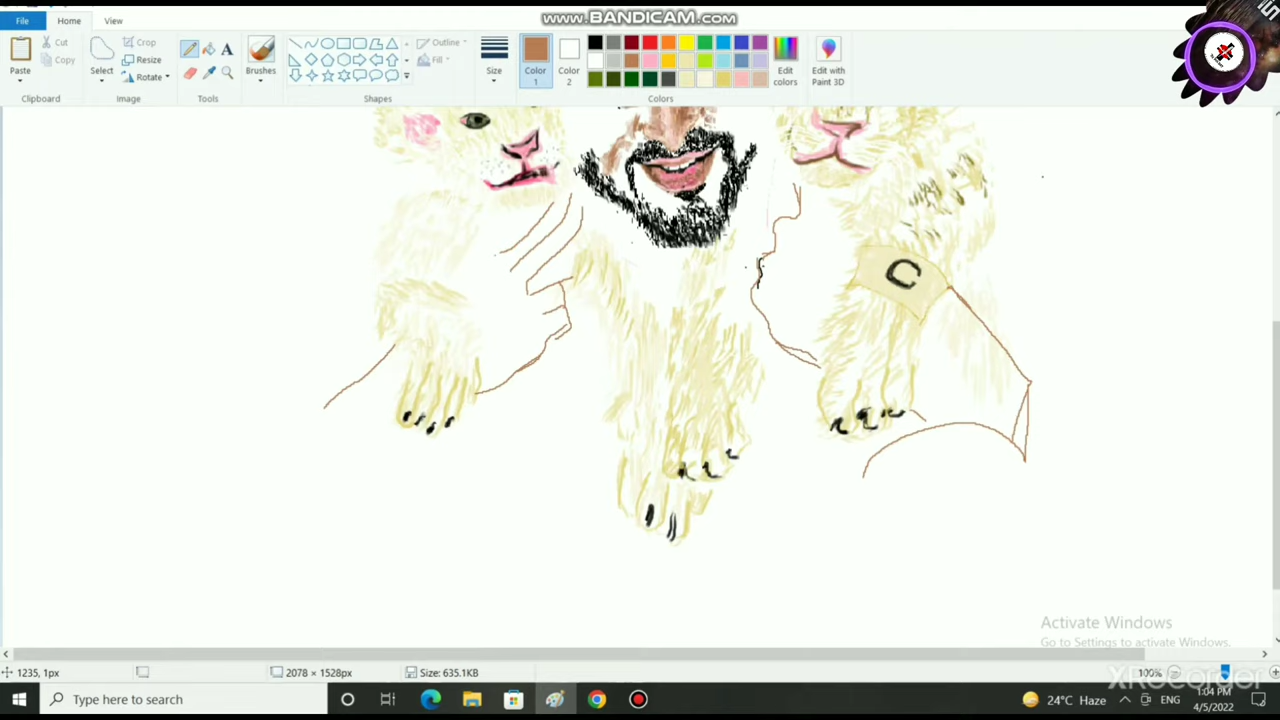 www.BANDICAM.com
File Home View
Paste
Cut
Copy
Clipboard
Select
Crop
Resize
Rotate
Image
A
Tools
Brushes
Outline
Fill
Shapes
Size
Color 1
Color 2
Edit colors
Edit with Paint 3D
Colors
C
Activate Windows
Go to Settings to activate Windows.
1235, 1px
2078 × 1528px
Size: 635.1KB
100%
XRecorder
Type here to search
24°C Haze
ENG
1:04 PM
4/5/2022